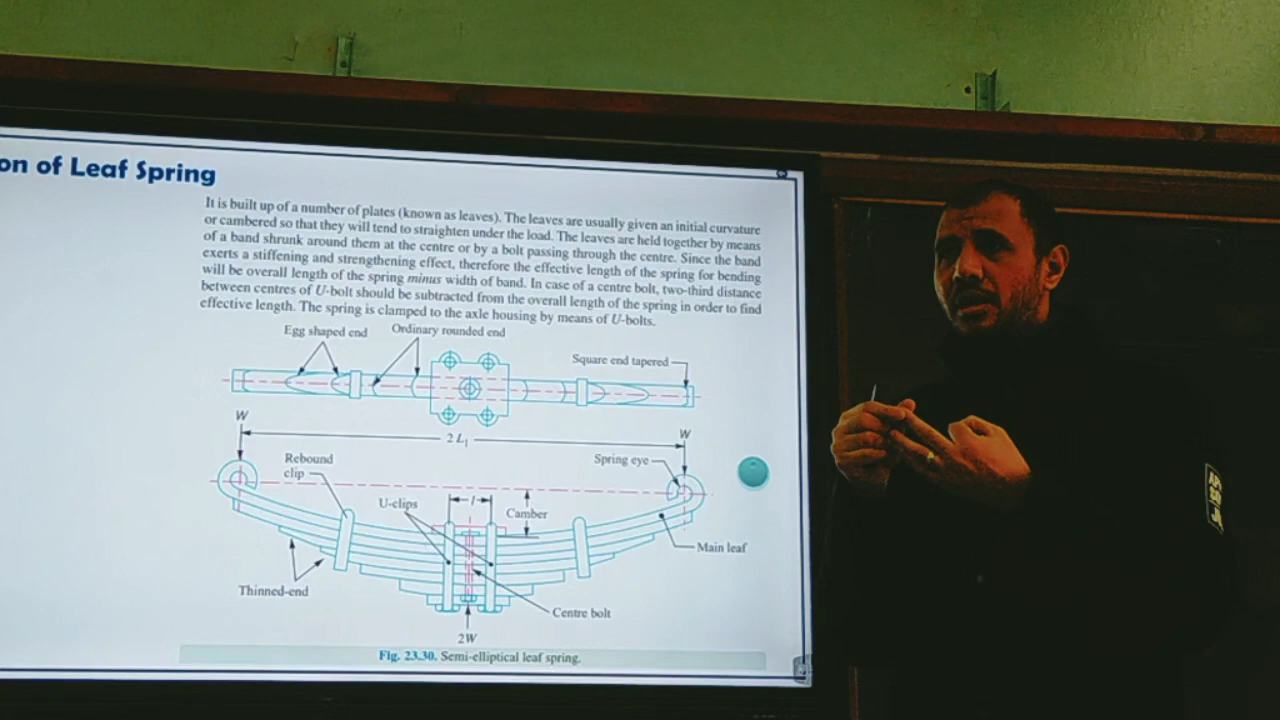 on of Leaf Spring
It is built up of a number of plates (known as leaves). The leaves are usually given an initial curvature
or cambered so that they will tend to straighten under the load. The leaves are held together by means
of a band shrunk around them at the centre or by a bolt passing through the centre. Since the band
exerts a stiffening and strengthening effect, therefore the effective length of the spring for bending
will be overall length of the spring minus width of band. In case of a centre bolt, two-third distance
between centres of U-bolt should be subtracted from the overall length of the spring in order to find
effective length. The spring is clamped to the axle housing by means of U-bolts.
Egg shaped end
Ordinary rounded end
Square end tapered
W
2 L₁
W
Rebound
clip
Spring eye
U-clips
l
Camber
Main leaf
Thinned-end
Centre bolt
2W
Fig. 23.30. Semi-elliptical leaf spring.